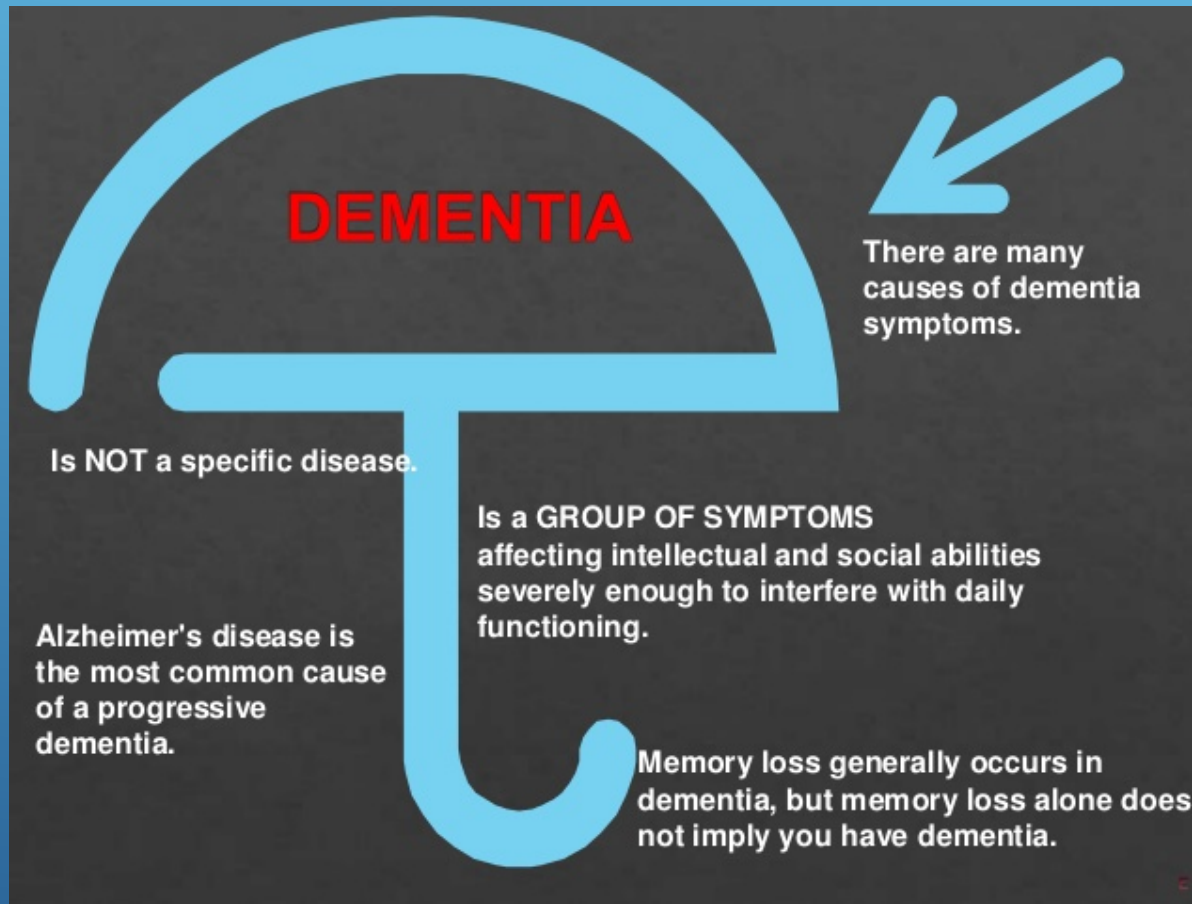 DEMENTIA
There are many
causes of dementia
symptoms.
Is NOT a specific disease.
Is a GROUP OF SYMPTOMS
affecting intellectual and social abilities
severely enough to interfere with daily
functioning.
Alzheimer's disease is
the most common cause
of a progressive
dementia.
Memory loss generally occurs in
dementia, but memory loss alone does
not imply you have dementia.